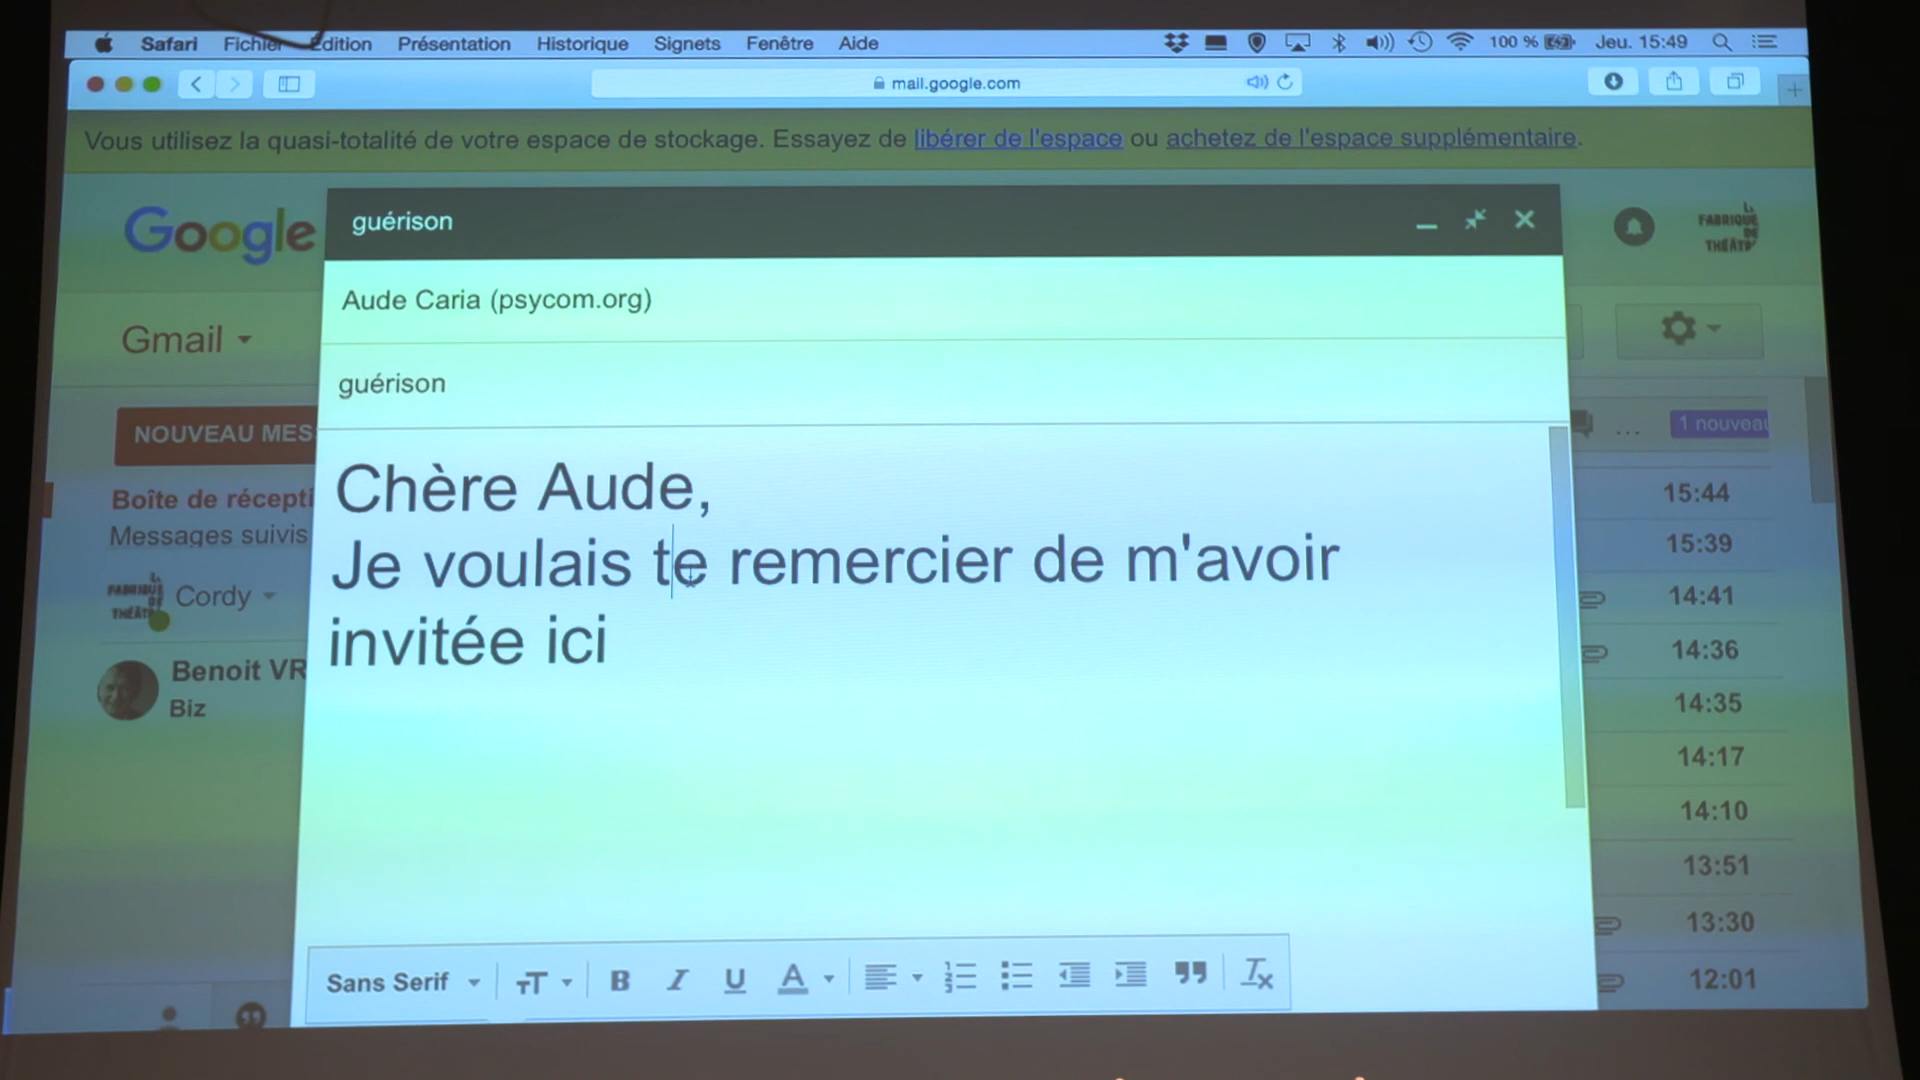 Safari Fichier Édition Présentation Historique Signets Fenêtre Aide 100 % Jeu. 15:49
mail.google.com
Vous utilisez la quasi-totalité de votre espace de stockage. Essayez de libérer de l'espace ou achetez de l'espace supplémentaire.
Google
guérison
LA FABRIQUE DE THÉÂTRE
Aude Caria (psycom.org)
Gmail
guérison
NOUVEAU MES
1 nouveau
Chère Aude,
Boîte de récepti
15:44
Messages suivis
Je voulais te remercier de m'avoir
15:39
Cordy
14:41
invitée ici
14:36
Benoit VR
Biz
14:35
14:17
14:10
13:51
13:30
Sans Serif
B I U A
12:01